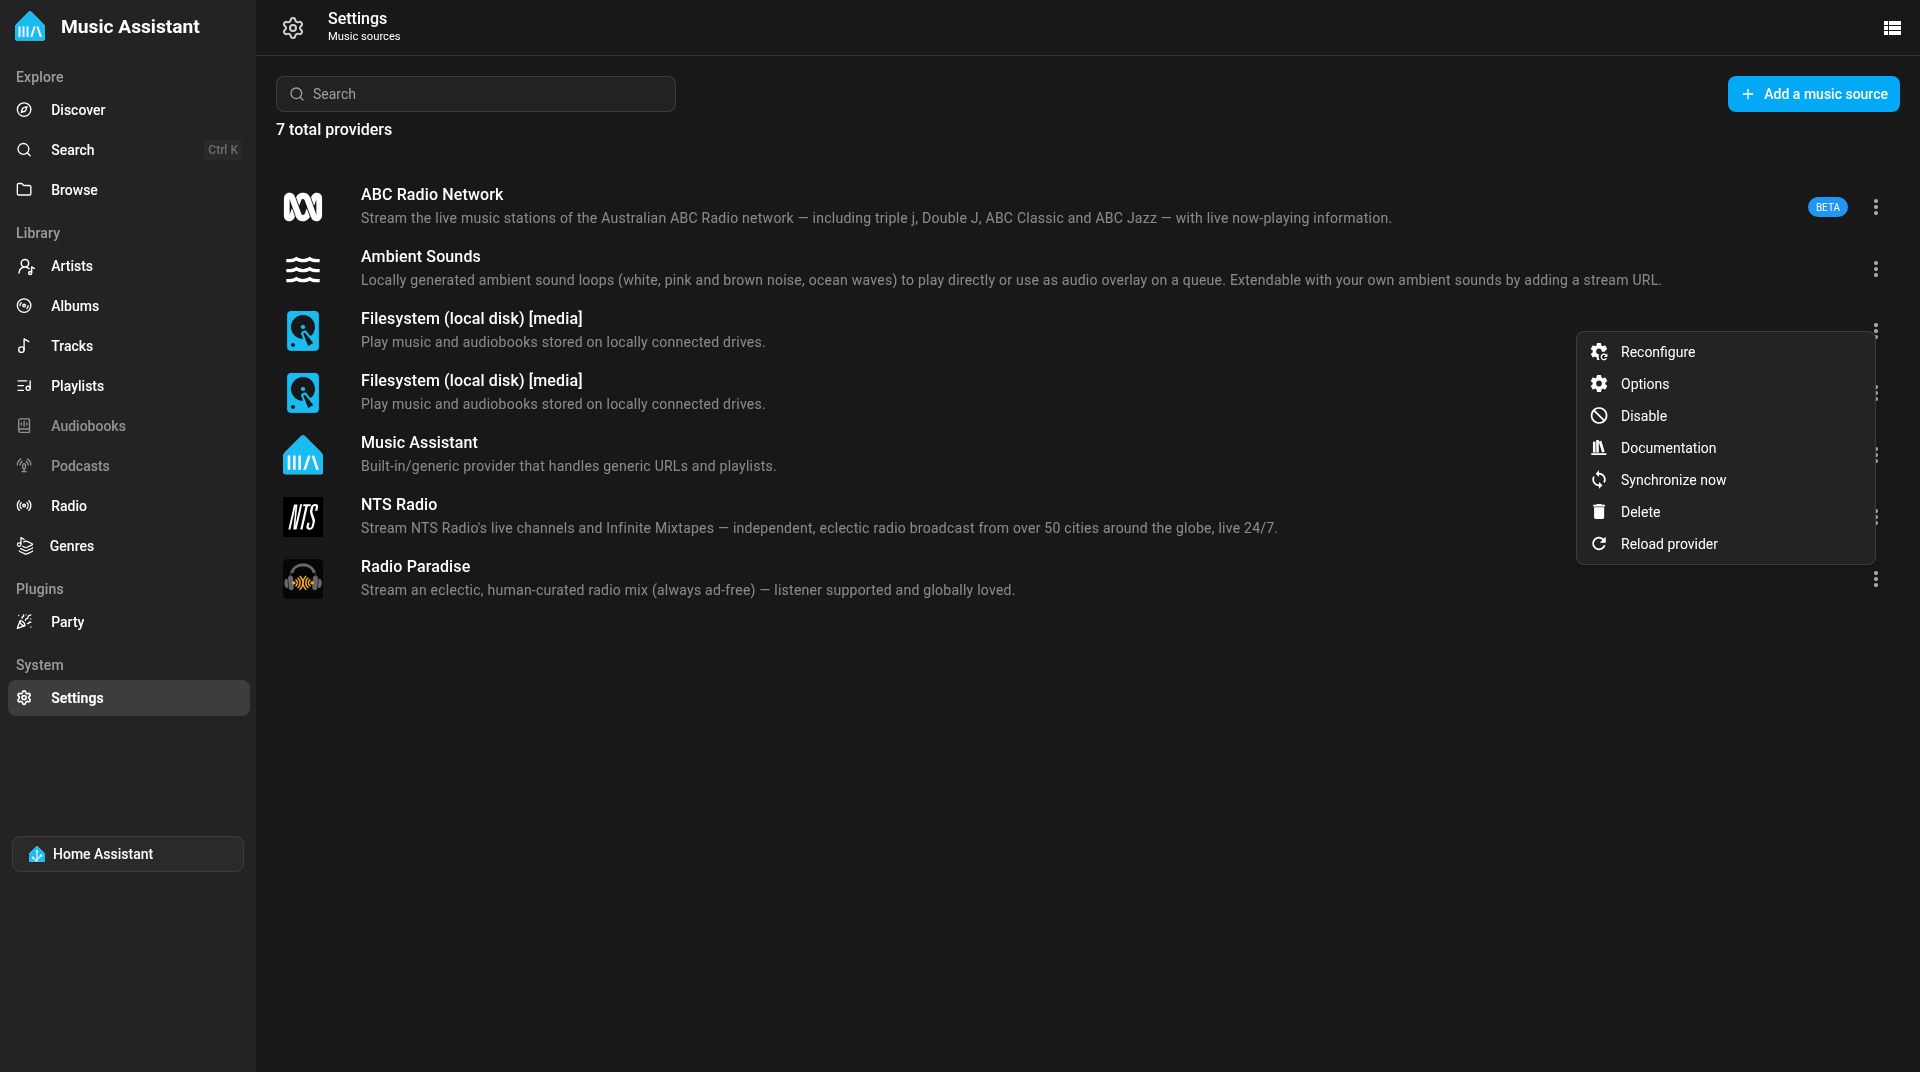 Music Assistant
Explore
Discover
Search
Ctrl K
Browse
Library
Artists
Albums
Tracks
Playlists
Audiobooks
Podcasts
Radio
Genres
Plugins
Party
System
Settings
Home Assistant
Settings
Music sources
Search
Add a music source
7 total providers
ABC Radio Network
Stream the live music stations of the Australian ABC Radio network — including triple j, Double J, ABC Classic and ABC Jazz — with live now-playing information.
BETA
Ambient Sounds
Locally generated ambient sound loops (white, pink and brown noise, ocean waves) to play directly or use as audio overlay on a queue. Extendable with your own ambient sounds by adding a stream URL.
Filesystem (local disk) [media]
Play music and audiobooks stored on locally connected drives.
Filesystem (local disk) [media]
Play music and audiobooks stored on locally connected drives.
Music Assistant
Built-in/generic provider that handles generic URLs and playlists.
NTS
NTS Radio
Stream NTS Radio's live channels and Infinite Mixtapes — independent, eclectic radio broadcast from over 50 cities around the globe, live 24/7.
Radio Paradise
Stream an eclectic, human-curated radio mix (always ad-free) — listener supported and globally loved.
Reconfigure
Options
Disable
Documentation
Synchronize now
Delete
Reload provider